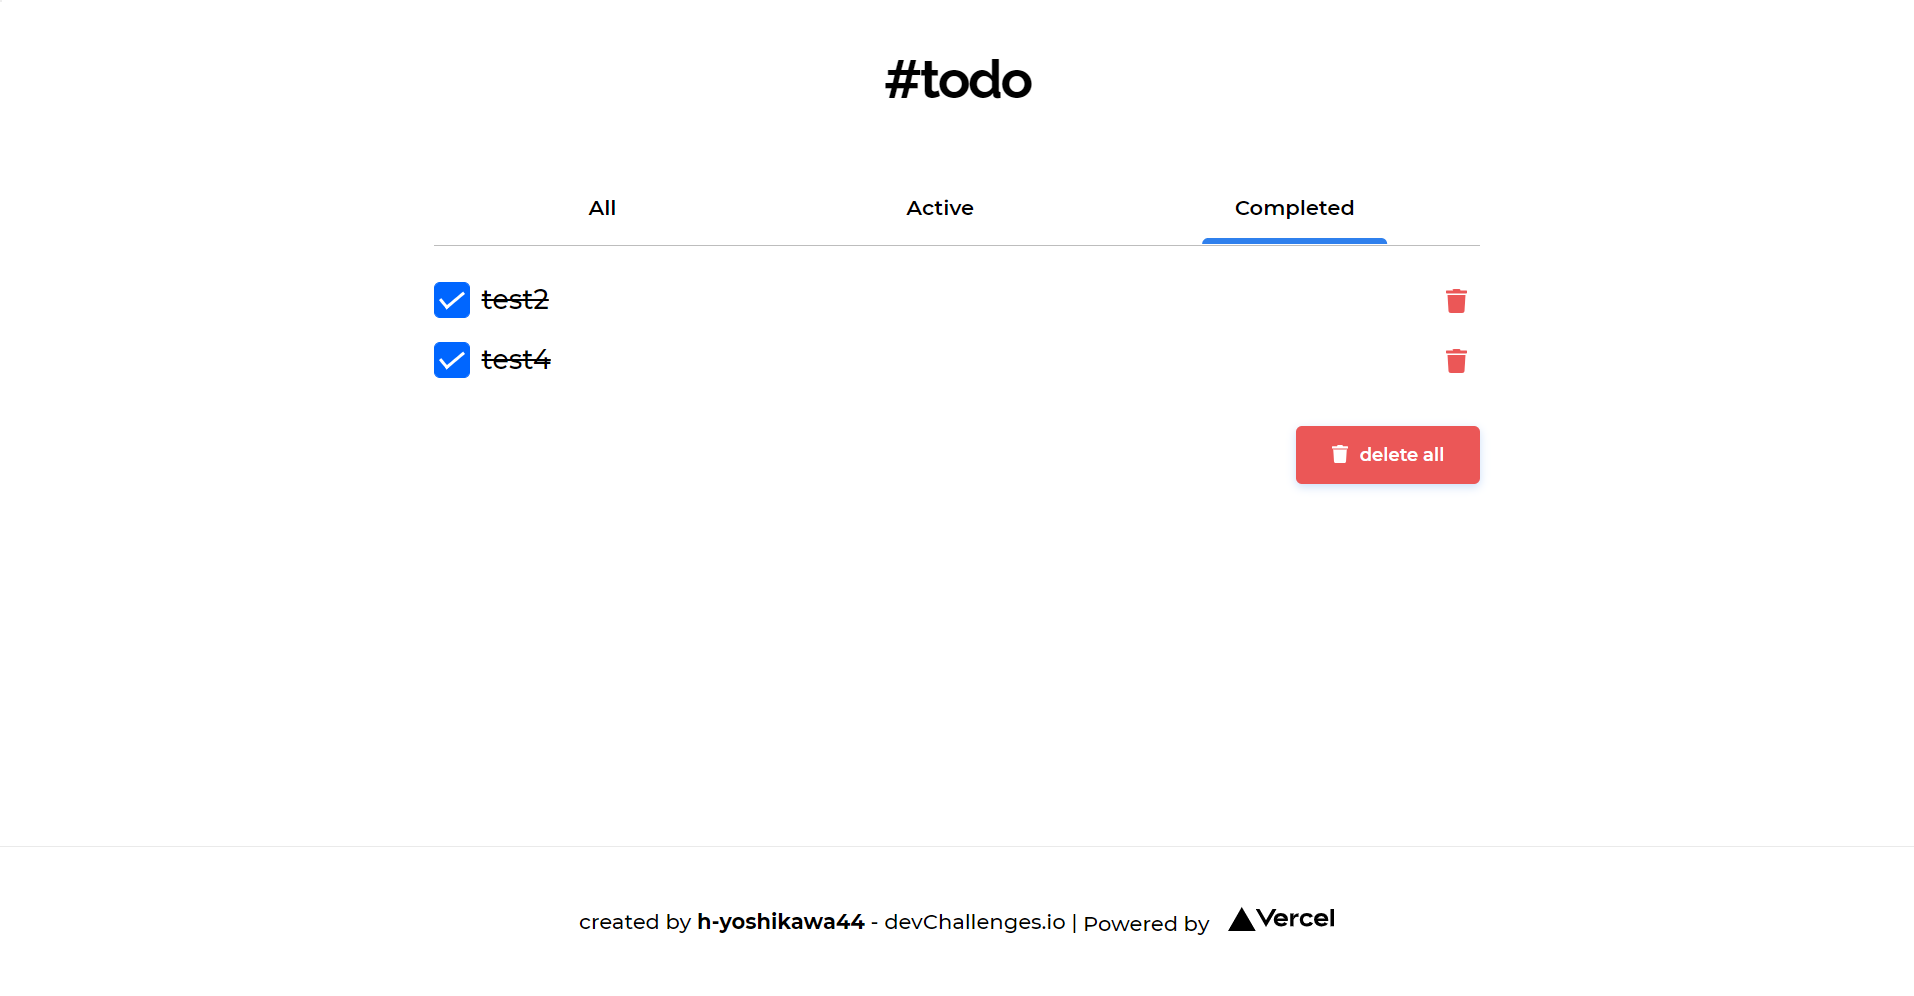 #todo
All Active Completed
test2
test4
delete all
created by h-yoshikawa44 - devChallenges.io | Powered by Vercel